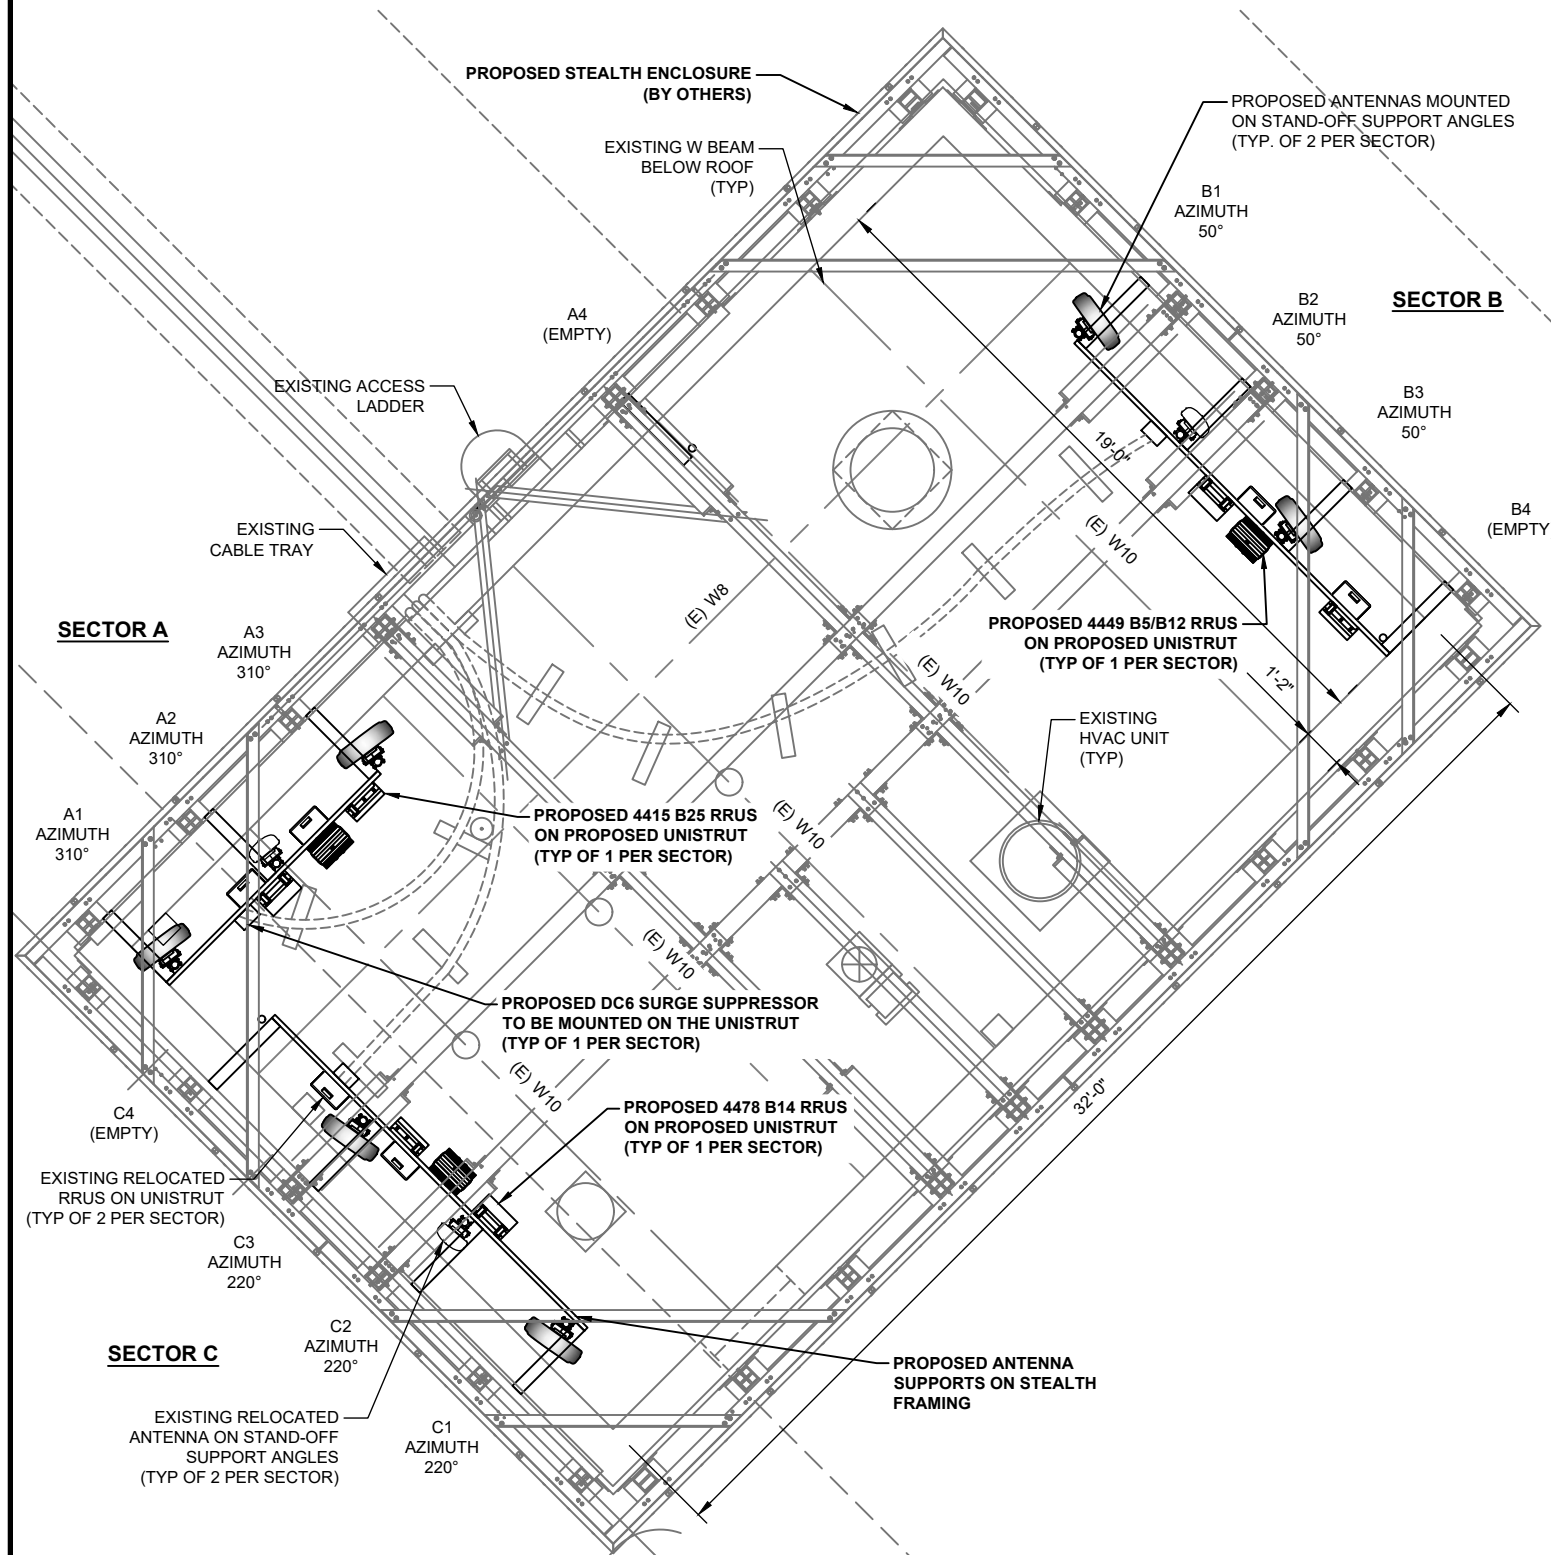 PROPOSED STEALTH ENCLOSURE
(BY OTHERS)
EXISTING W BEAM
BELOW ROOF
(TYP)
PROPOSED ANTENNAS MOUNTED
ON STAND-OFF SUPPORT ANGLES
(TYP. OF 2 PER SECTOR)
B1
AZIMUTH
50°
B2
AZIMUTH
50°
SECTOR B
B3
AZIMUTH
50°
B4
(EMPTY
A4
(EMPTY)
EXISTING ACCESS
LADDER
EXISTING
CABLE TRAY
19'-0"
(E) W10
(E) W8
SECTOR A
A3
AZIMUTH
310°
A2
AZIMUTH
310°
A1
AZIMUTH
310°
PROPOSED 4449 B5/B12 RRUS
ON PROPOSED UNISTRUT
(TYP OF 1 PER SECTOR)
(E) W10
1'-2"
EXISTING
HVAC UNIT
(TYP)
PROPOSED 4415 B25 RRUS
ON PROPOSED UNISTRUT
(TYP OF 1 PER SECTOR)
(E) W10
(E) W10
PROPOSED DC6 SURGE SUPPRESSOR
TO BE MOUNTED ON THE UNISTRUT
(TYP OF 1 PER SECTOR)
(E) W10
32'-0"
PROPOSED 4478 B14 RRUS
ON PROPOSED UNISTRUT
(TYP OF 1 PER SECTOR)
C4
(EMPTY)
EXISTING RELOCATED
RRUS ON UNISTRUT
(TYP OF 2 PER SECTOR)
C3
AZIMUTH
220°
C2
AZIMUTH
220°
SECTOR C
C1
AZIMUTH
220°
PROPOSED ANTENNA
SUPPORTS ON STEALTH
FRAMING
EXISTING RELOCATED
ANTENNA ON STAND-OFF
SUPPORT ANGLES
(TYP OF 2 PER SECTOR)